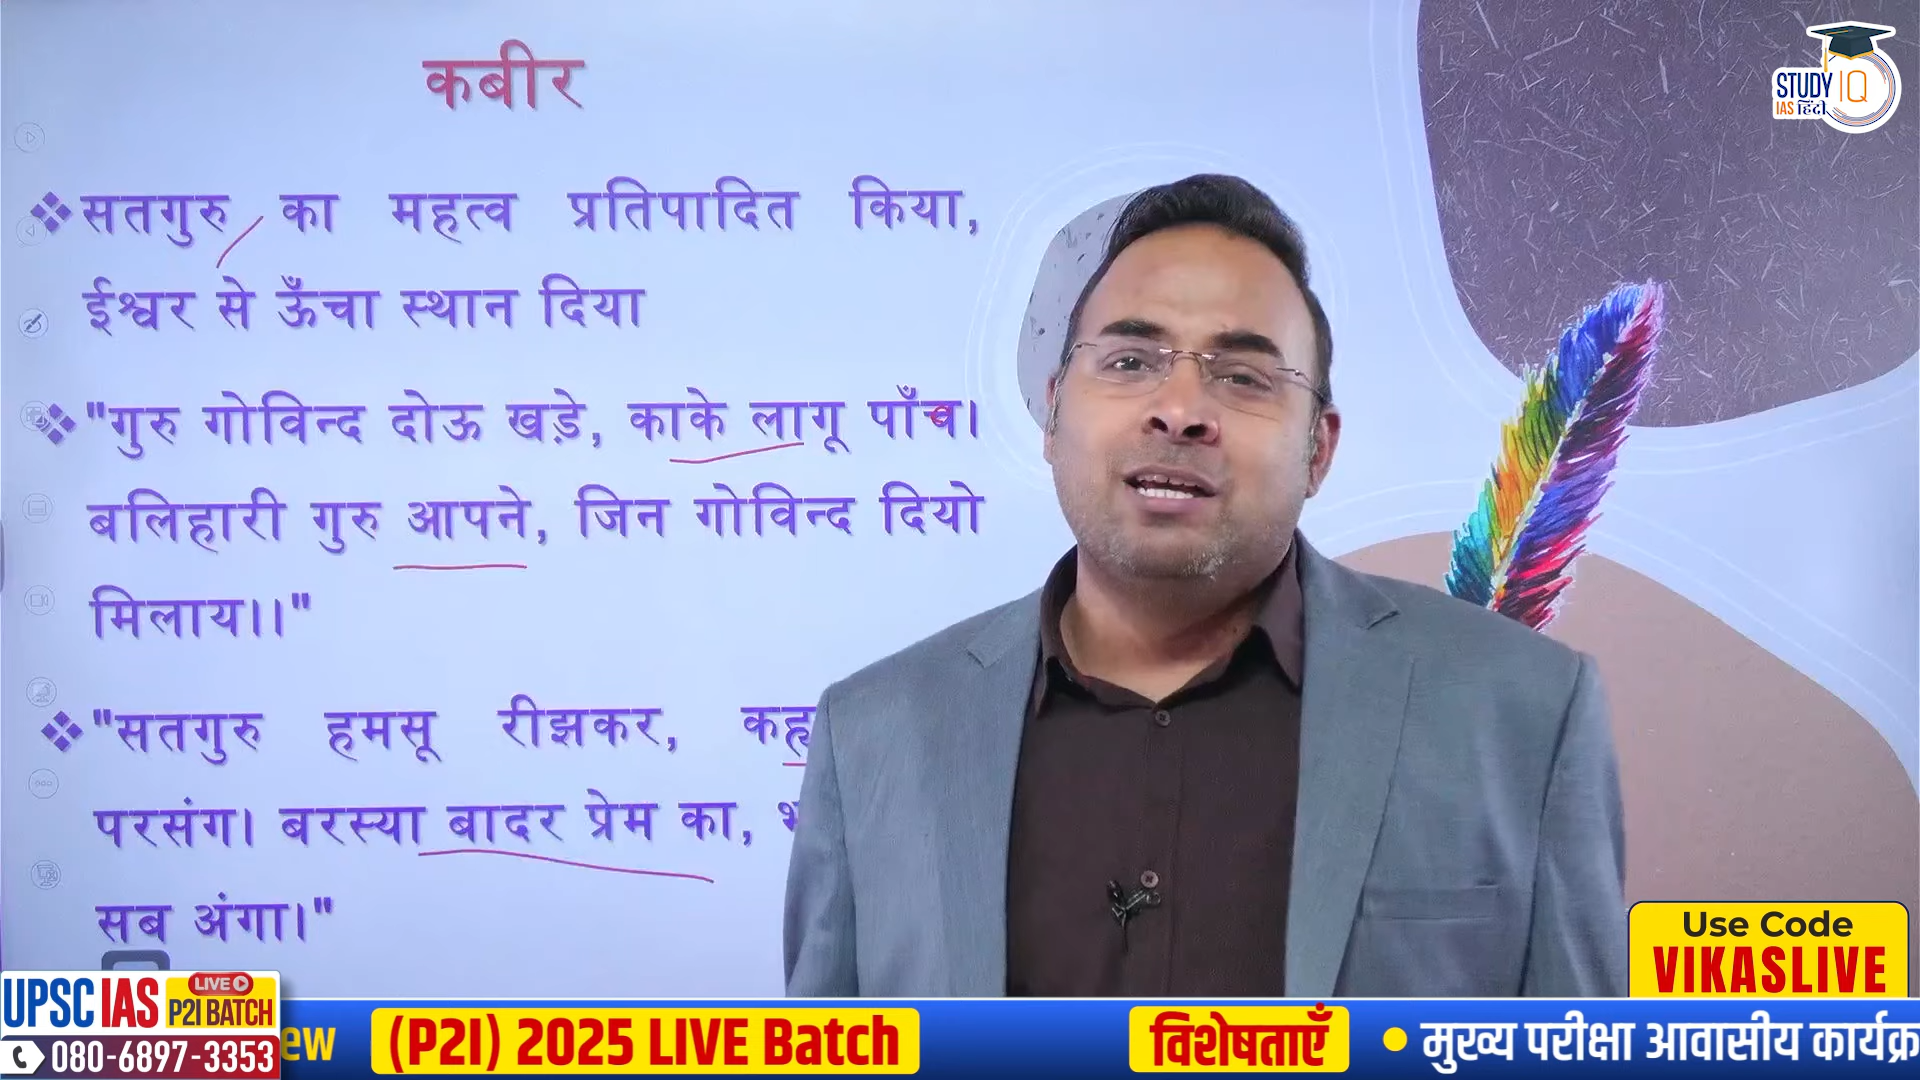 कबीर
STUDY IQ
IAS हिंदी
❖सतगुरु का महत्व प्रतिपादित किया,
ईश्वर से ऊँचा स्थान दिया
❖"गुरु गोविन्द दोऊ खड़े, काके लागू पाँव।
बलिहारी गुरु आपने, जिन गोविन्द दियो
मिलाय।।"
❖"सतगुरु हमसू रीझकर,
परसंग। बरस्या बादर प्रेम का,
सब अंगा।"
Use Code
VIKASLIVE
UPSC IAS LIVE P2I BATCH
080-6897-3353
(P2I) 2025 LIVE Batch
विशेषताएँ
• मुख्य परीक्षा आवासीय